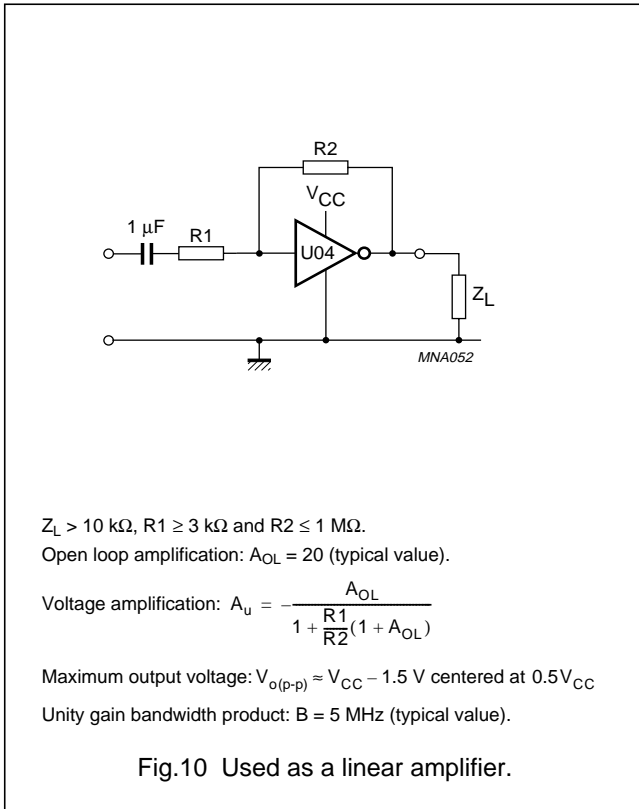 R2
V_CC
1 μF
R1
U04
Z_L
MNA052
Z_L > 10 kΩ, R1 ≥ 3 kΩ and R2 ≤ 1 MΩ.
Open loop amplification: A_OL = 20 (typical value).
Voltage amplification: A_u = − A_OL / (1 + R1/R2 (1 + A_OL))
Maximum output voltage: V_o(p-p) ≈ V_CC − 1.5 V centered at 0.5V_CC
Unity gain bandwidth product: B = 5 MHz (typical value).
Fig.10 Used as a linear amplifier.